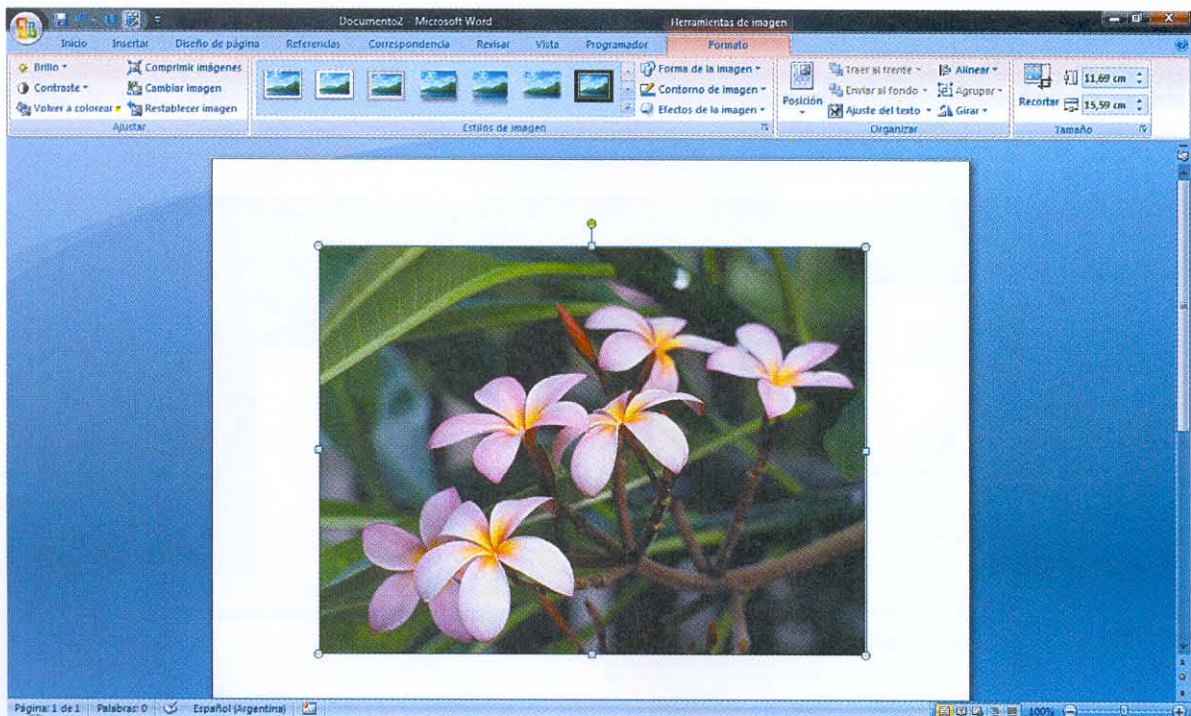 Documento2 - Microsoft Word
Herramientas de imagen
Inicio Insertar Diseño de página Referencias Correspondencia Revisar Vista Programador Formato
Brillo
Contraste
Volver a colorear
Comprimir imágenes
Cambiar imagen
Restablecer imagen
Ajustar
Forma de la imagen
Contorno de imagen
Efectos de la imagen
Estilos de imagen
Posición
Traer al frente
Enviar al fondo
Ajuste del texto
Alinear
Agrupar
Girar
Organizar
Recortar
11,69 cm
15,59 cm
Tamaño
Página: 1 de 1 Palabras: 0 Español (Argentina) 100%